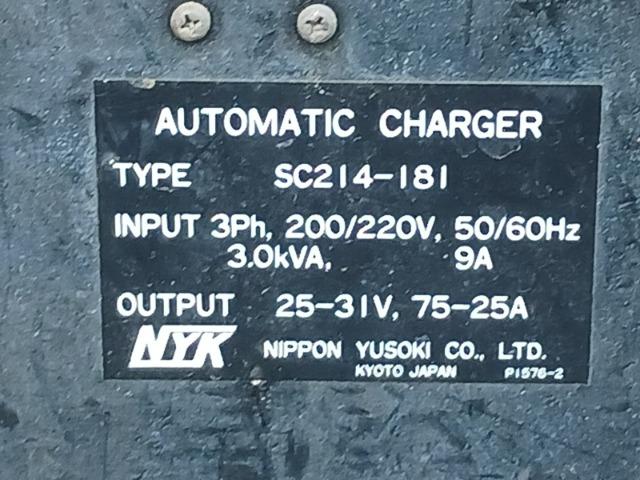 AUTOMATIC CHARGER
TYPE SC214-181
INPUT 3Ph, 200/220V, 50/60Hz
3.0kVA, 9A
OUTPUT 25-31V, 75-25A
NYK NIPPON YUSOKI CO., LTD.
KYOTO JAPAN P1576-2